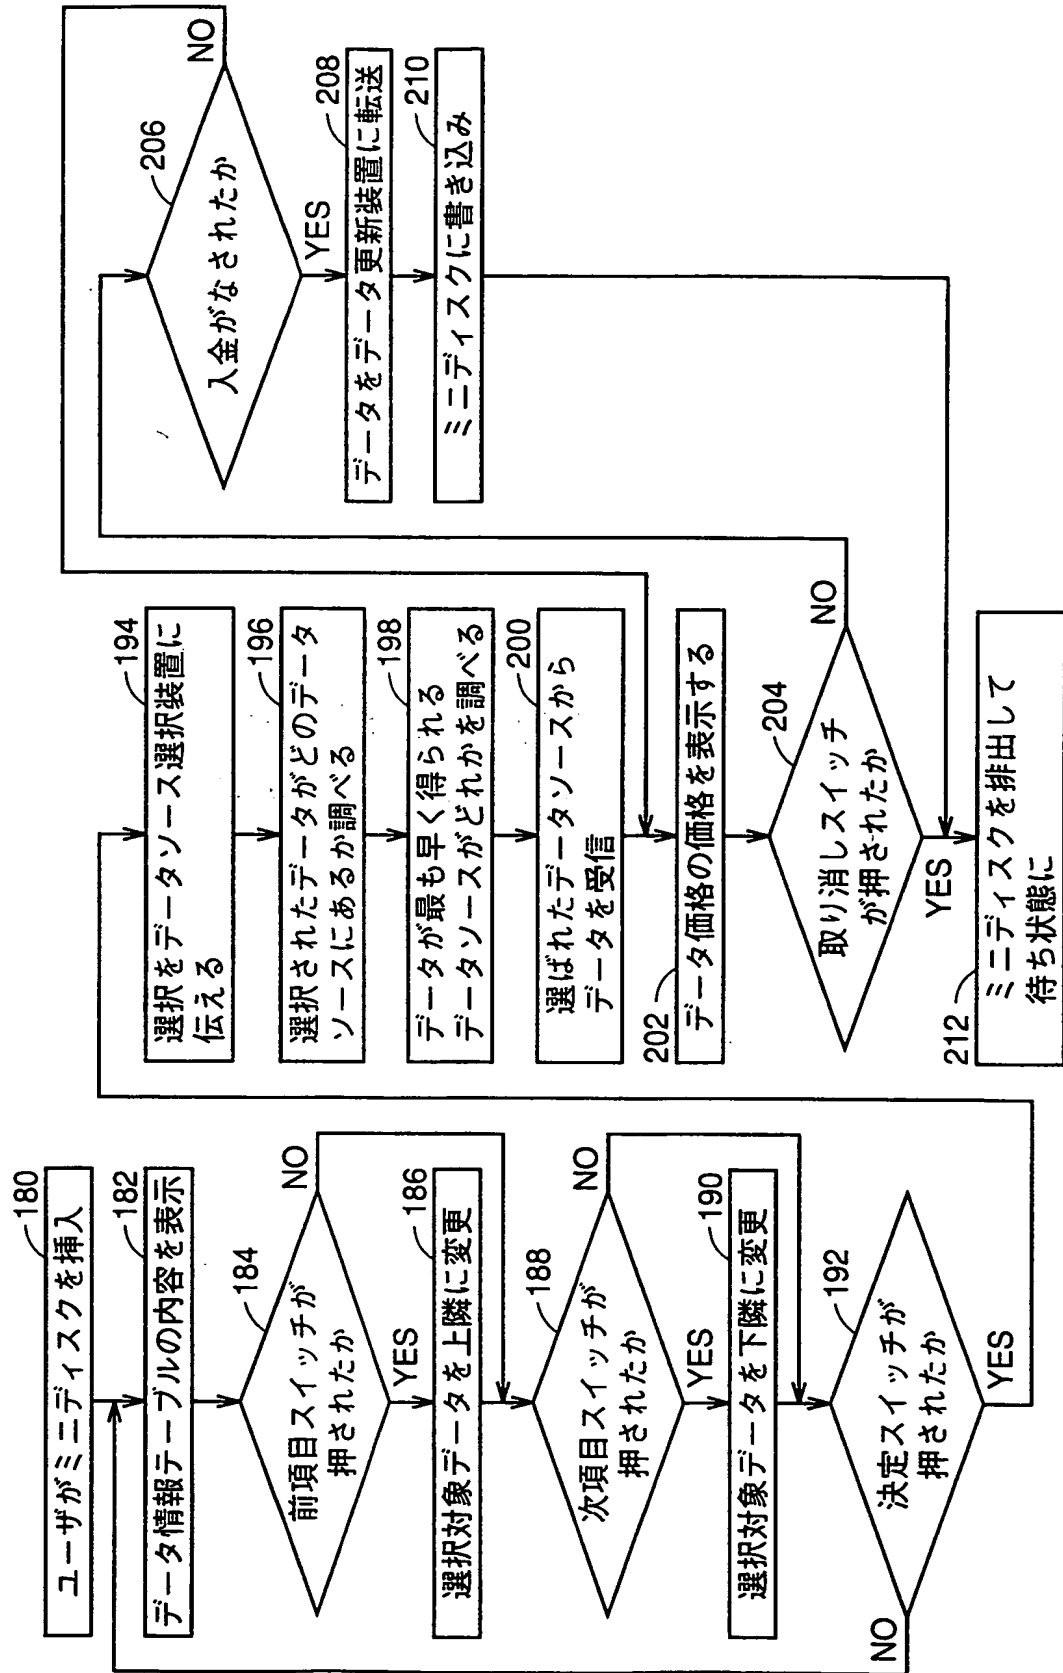 180
ユーザがミニディスクを挿入
182
データ情報テーブルの内容を表示
184
前項目スイッチが
押されたか
NO
YES
186
選択対象データを上隣に変更
188
次項目スイッチが
押されたか
NO
YES
190
選択対象データを下隣に変更
192
決定スイッチが
押されたか
NO
YES
194
選択をデータソース選択装置に
伝える
196
選択されたデータがどのデータ
ソースにあるか調べる
198
データが最も早く得られる
データソースがどれかを調べる
200
選ばれたデータソースから
データを受信
202
データ価格の価格を表示する
204
取り消しスイッチ
が押されたか
NO
YES
212
ミニディスクを排出して
待ち状態に
206
入金がなされたか
NO
YES
208
データをデータ更新装置に転送
210
ミニディスクに書き込み